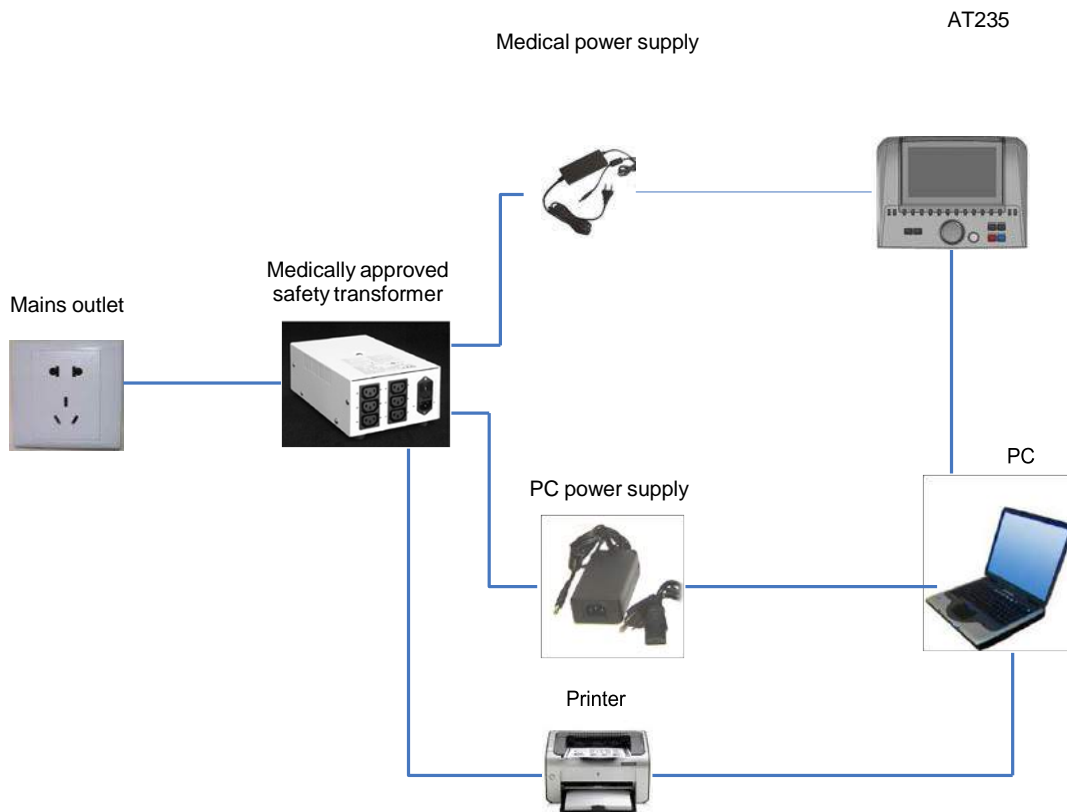 AT235
Medical power supply
Medically approved
safety transformer
Mains outlet
PC
PC power supply
Printer